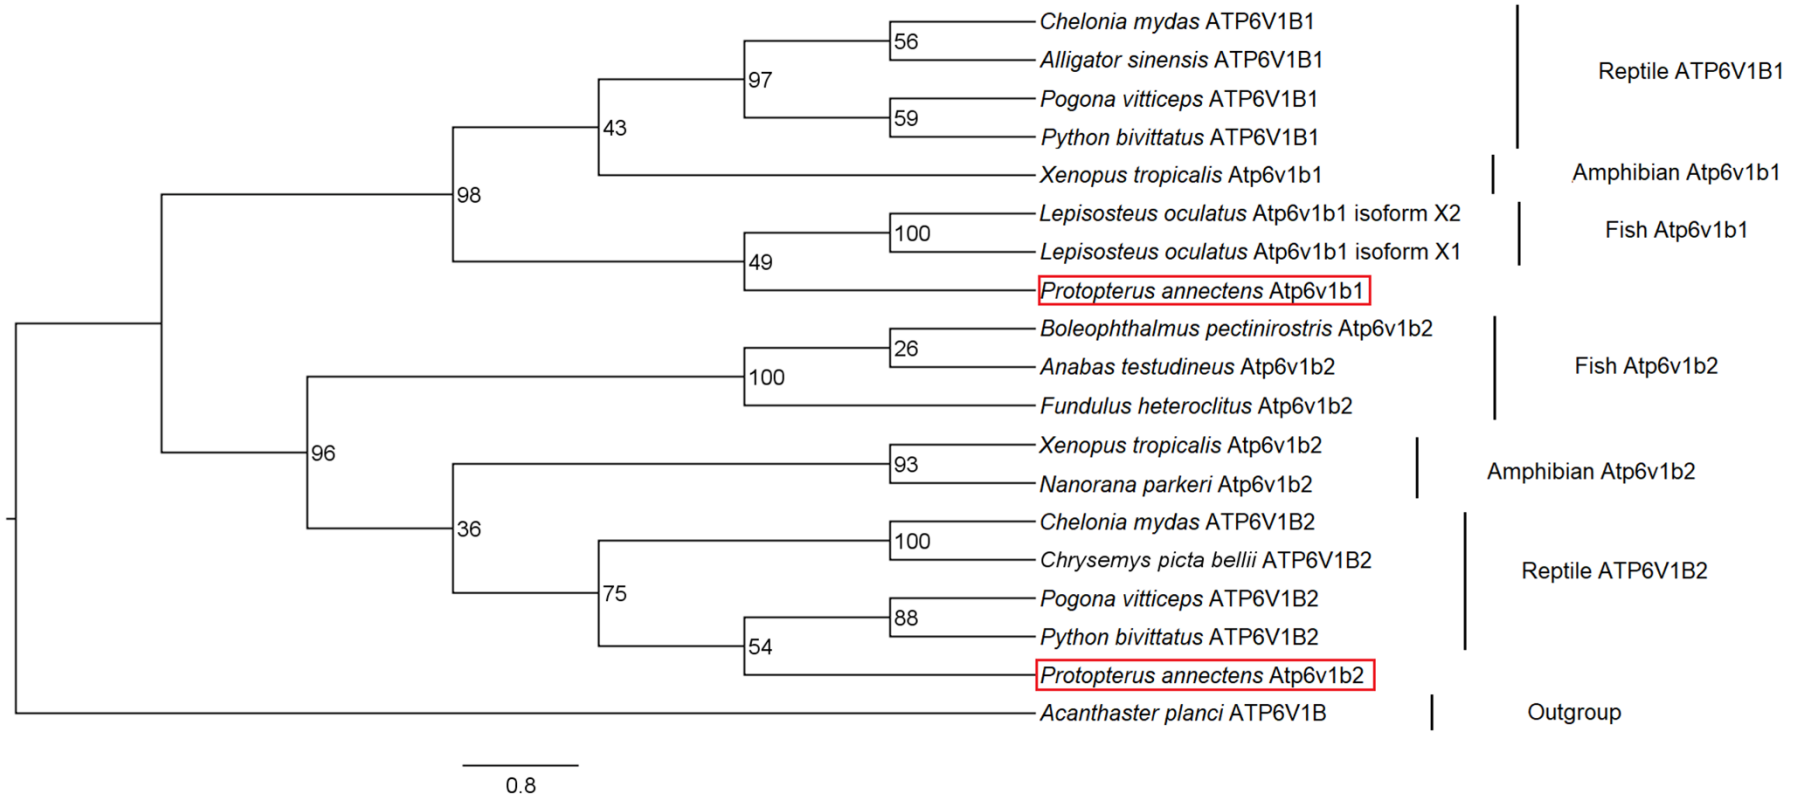 Chelonia mydas ATP6V1B1
56
Alligator sinensis ATP6V1B1
Reptile ATP6V1B1
97
Pogona vitticeps ATP6V1B1
59
43
Python bivittatus ATP6V1B1
Xenopus tropicalis Atp6v1b1
Amphibian Atp6v1b1
98
Lepisosteus oculatus Atp6v1b1 isoform X2
100
Fish Atp6v1b1
Lepisosteus oculatus Atp6v1b1 isoform X1
49
Protopterus annectens Atp6v1b1
Boleophthalmus pectinirostris Atp6v1b2
26
Anabas testudineus Atp6v1b2
Fish Atp6v1b2
100
Fundulus heteroclitus Atp6v1b2
96
Xenopus tropicalis Atp6v1b2
93
Amphibian Atp6v1b2
Nanorana parkeri Atp6v1b2
36
Chelonia mydas ATP6V1B2
100
Chrysemys picta bellii ATP6V1B2
Reptile ATP6V1B2
75
Pogona vitticeps ATP6V1B2
88
Python bivittatus ATP6V1B2
54
Protopterus annectens Atp6v1b2
Acanthaster planci ATP6V1B
Outgroup
0.8